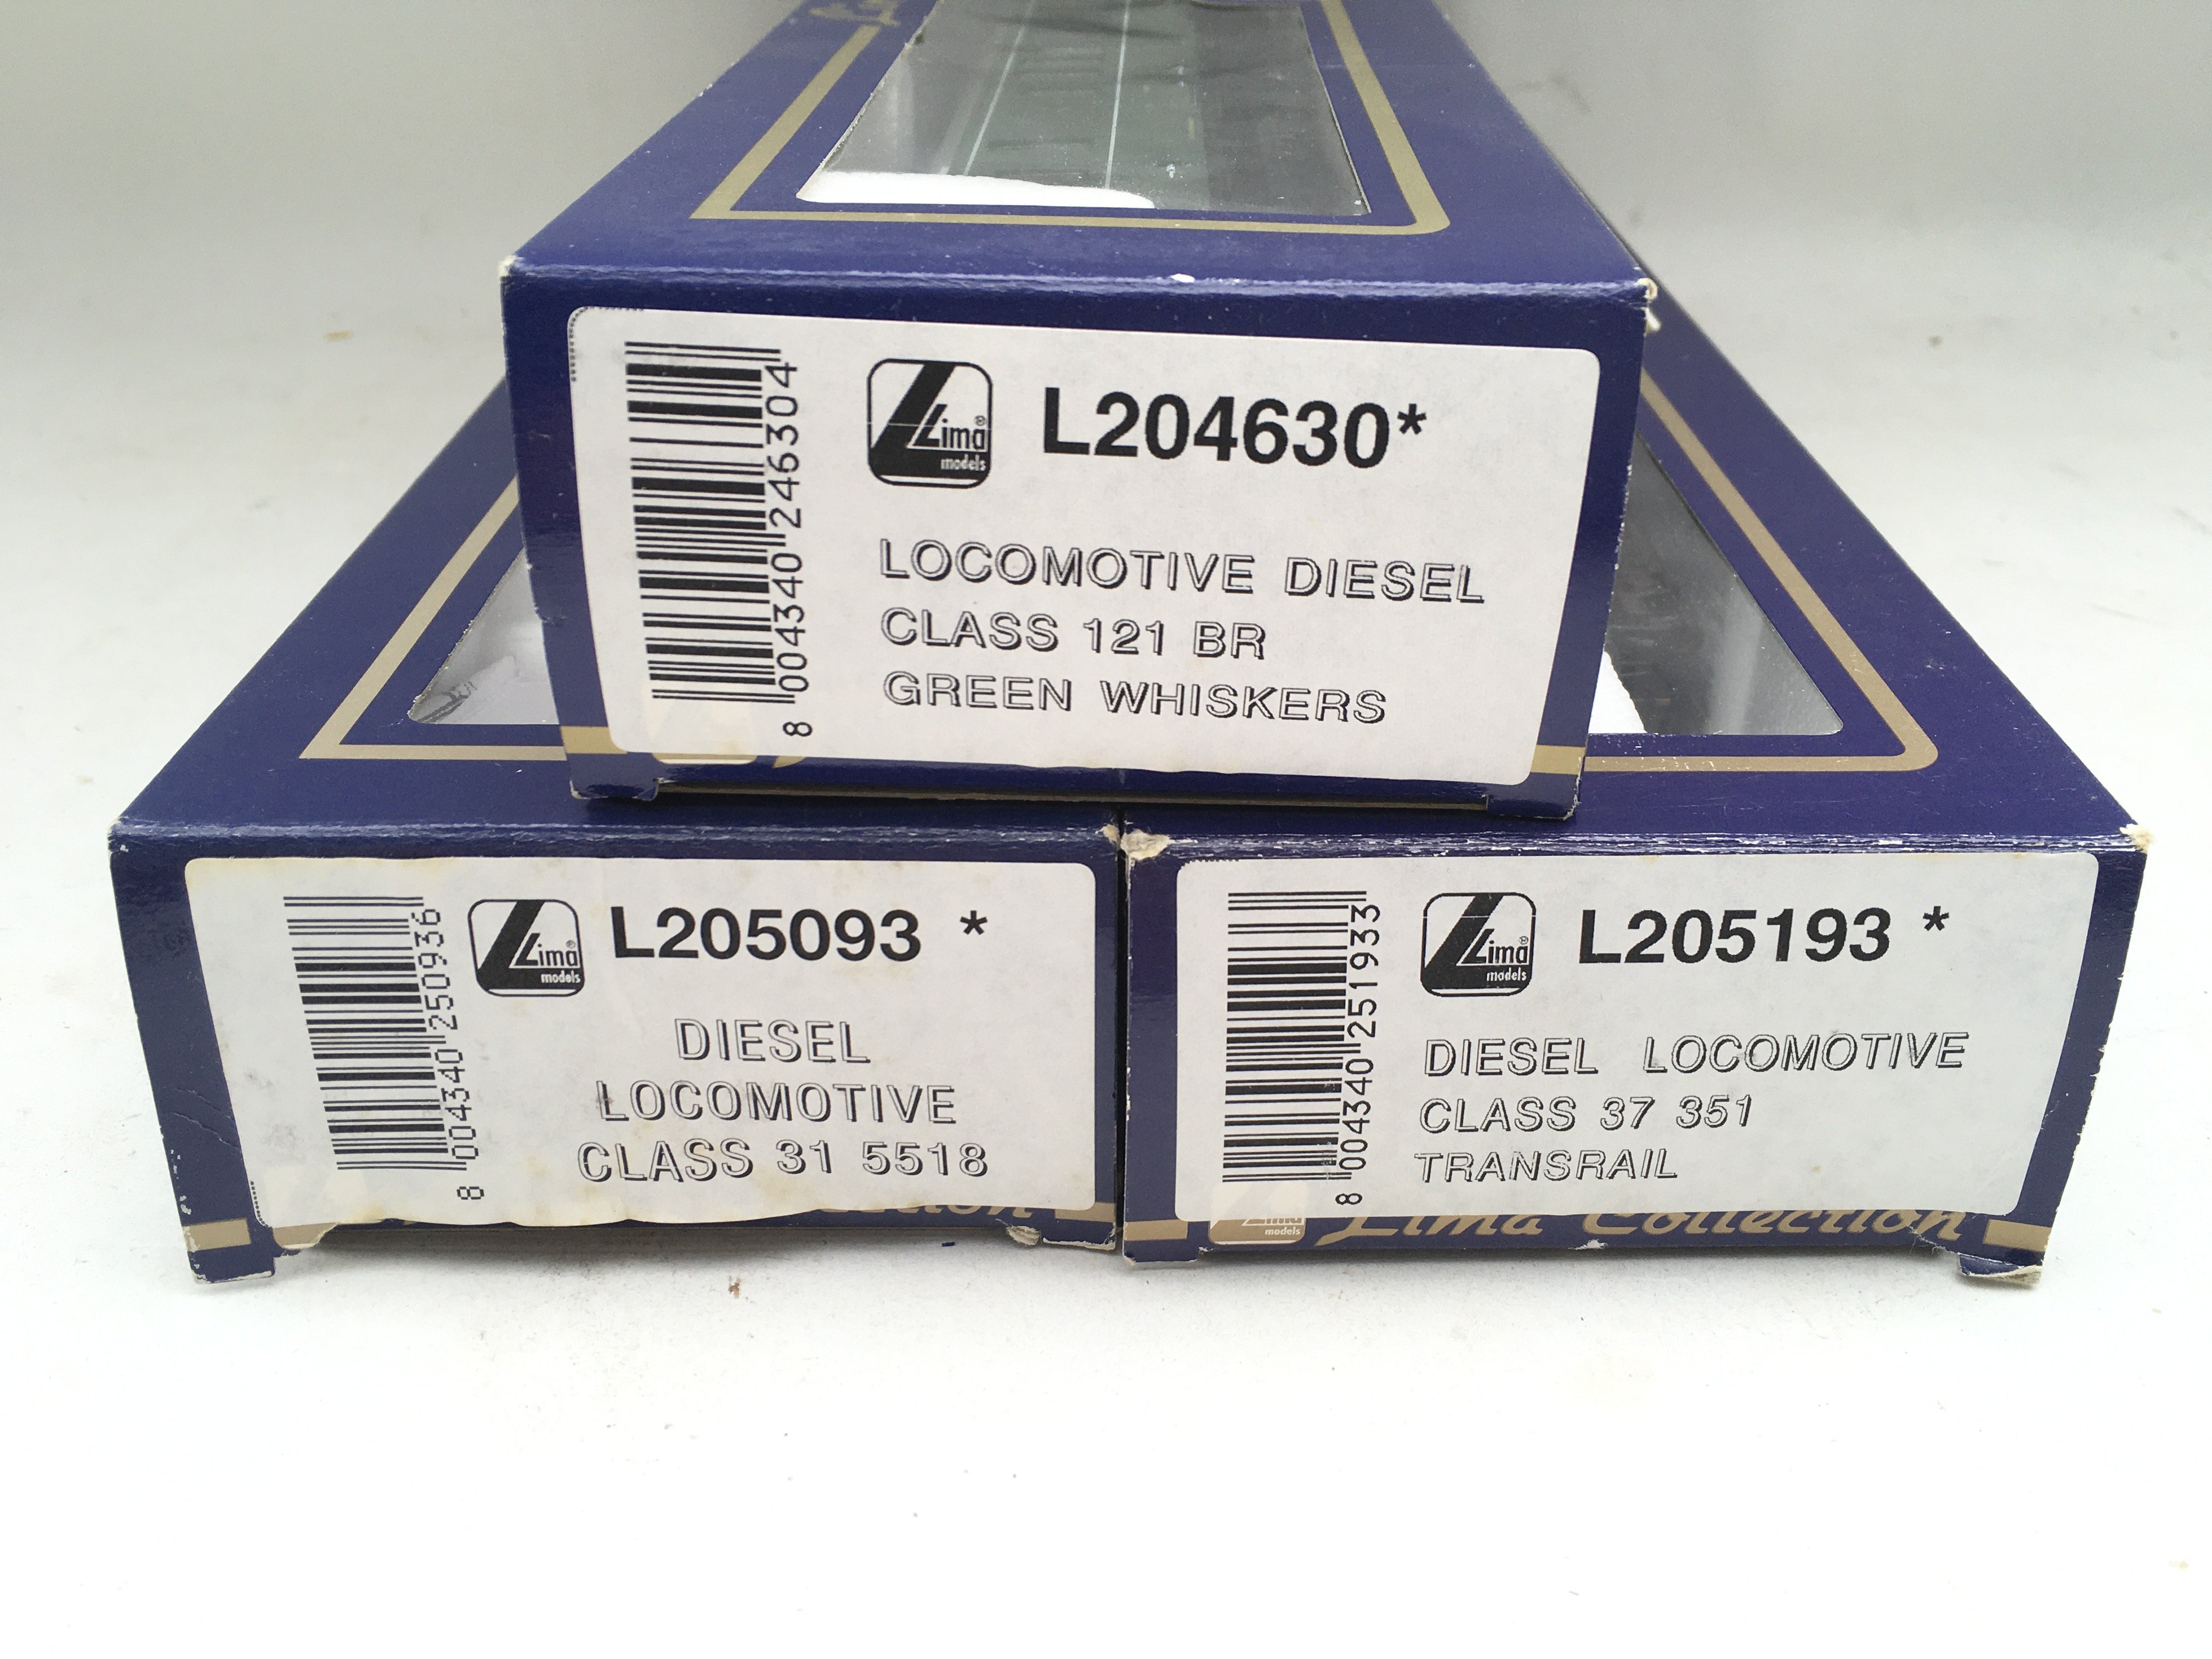 8 004340 246304
Lima®
models
L204630*
LOCOMOTIVE DIESEL
CLASS 121 BR
GREEN WHISKERS
8 004340 250936
Lima®
models
L205093 *
DIESEL
LOCOMOTIVE
CLASS 31 5518
8 004340 251933
Lima®
models
L205193 *
DIESEL LOCOMOTIVE
CLASS 37 351
TRANSRAIL
Lima
models
Lima Collection